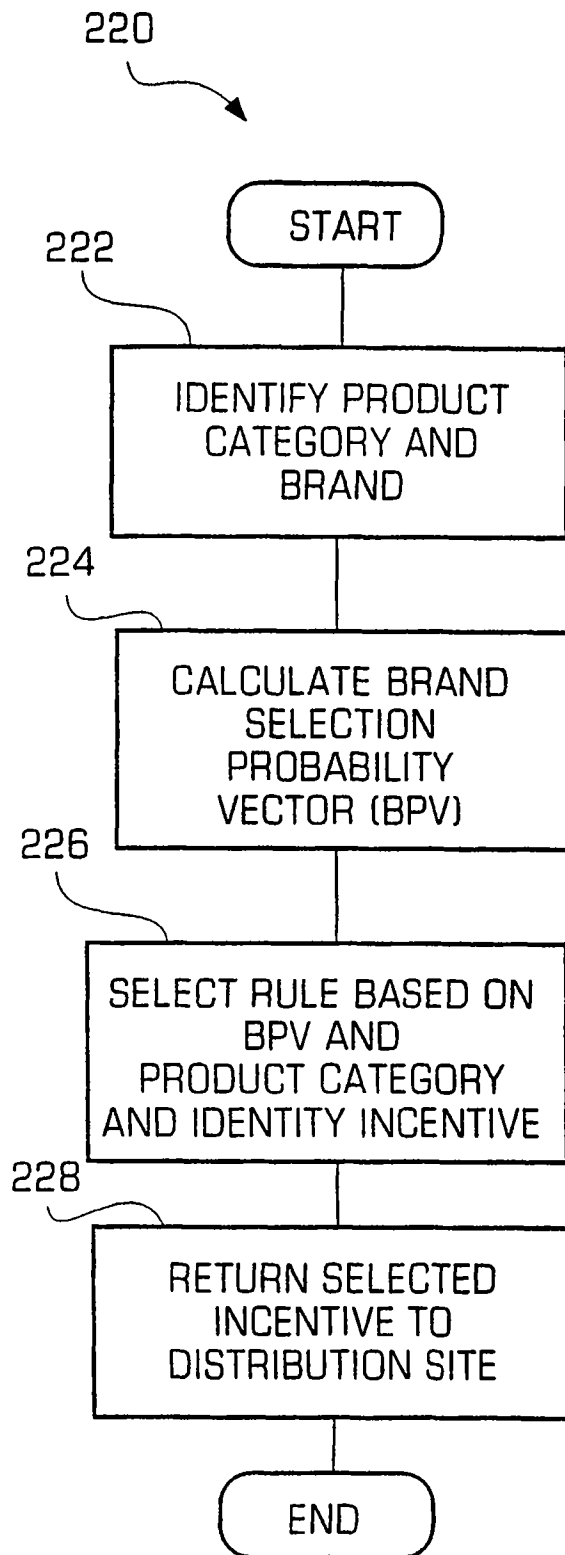 220
START
222
IDENTIFY PRODUCT
CATEGORY AND
BRAND
224
CALCULATE BRAND
SELECTION
PROBABILITY
VECTOR (BPV)
226
SELECT RULE BASED ON
BPV AND
PRODUCT CATEGORY
AND IDENTITY INCENTIVE
228
RETURN SELECTED
INCENTIVE TO
DISTRIBUTION SITE
END